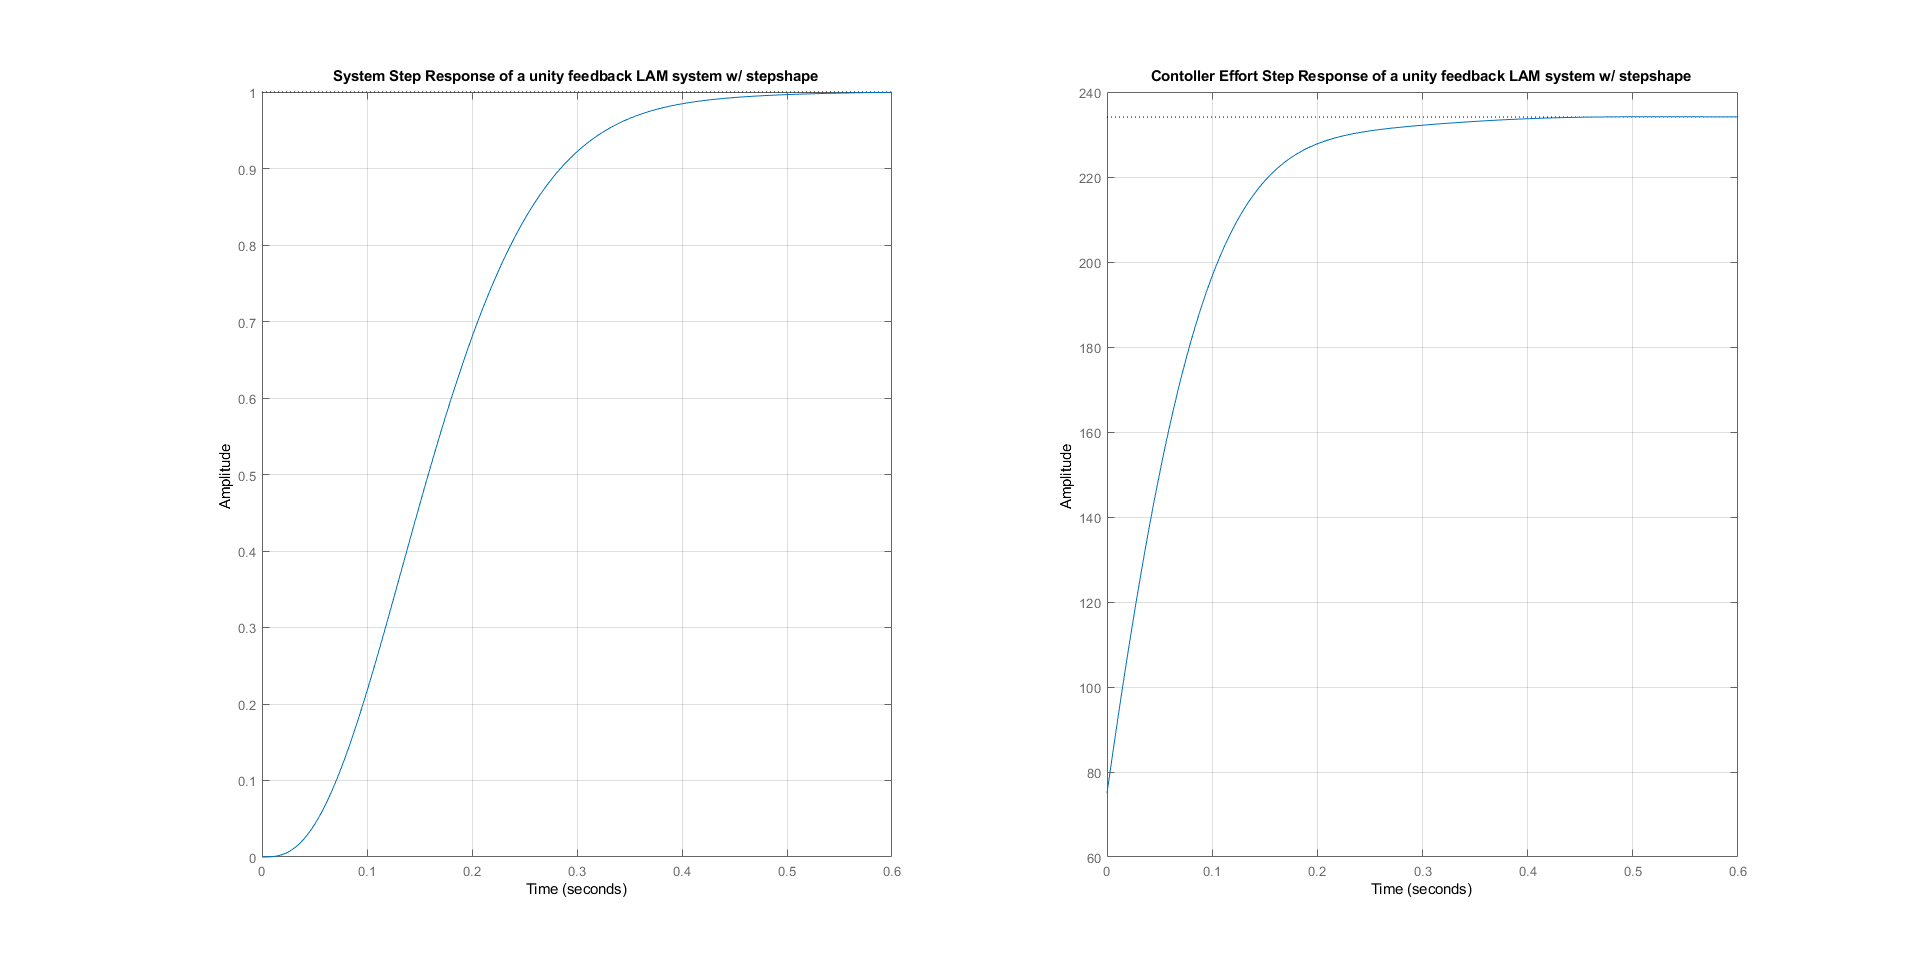 System Step Response of a unity feedback LAM system w/ stepshape
Amplitude
1
0.9
0.8
0.7
0.6
0.5
0.4
0.3
0.2
0.1
0
0 0.1 0.2 0.3 0.4 0.5 0.6
Time (seconds)
Contoller Effort Step Response of a unity feedback LAM system w/ stepshape
Amplitude
240
220
200
180
160
140
120
100
80
60
0 0.1 0.2 0.3 0.4 0.5 0.6
Time (seconds)